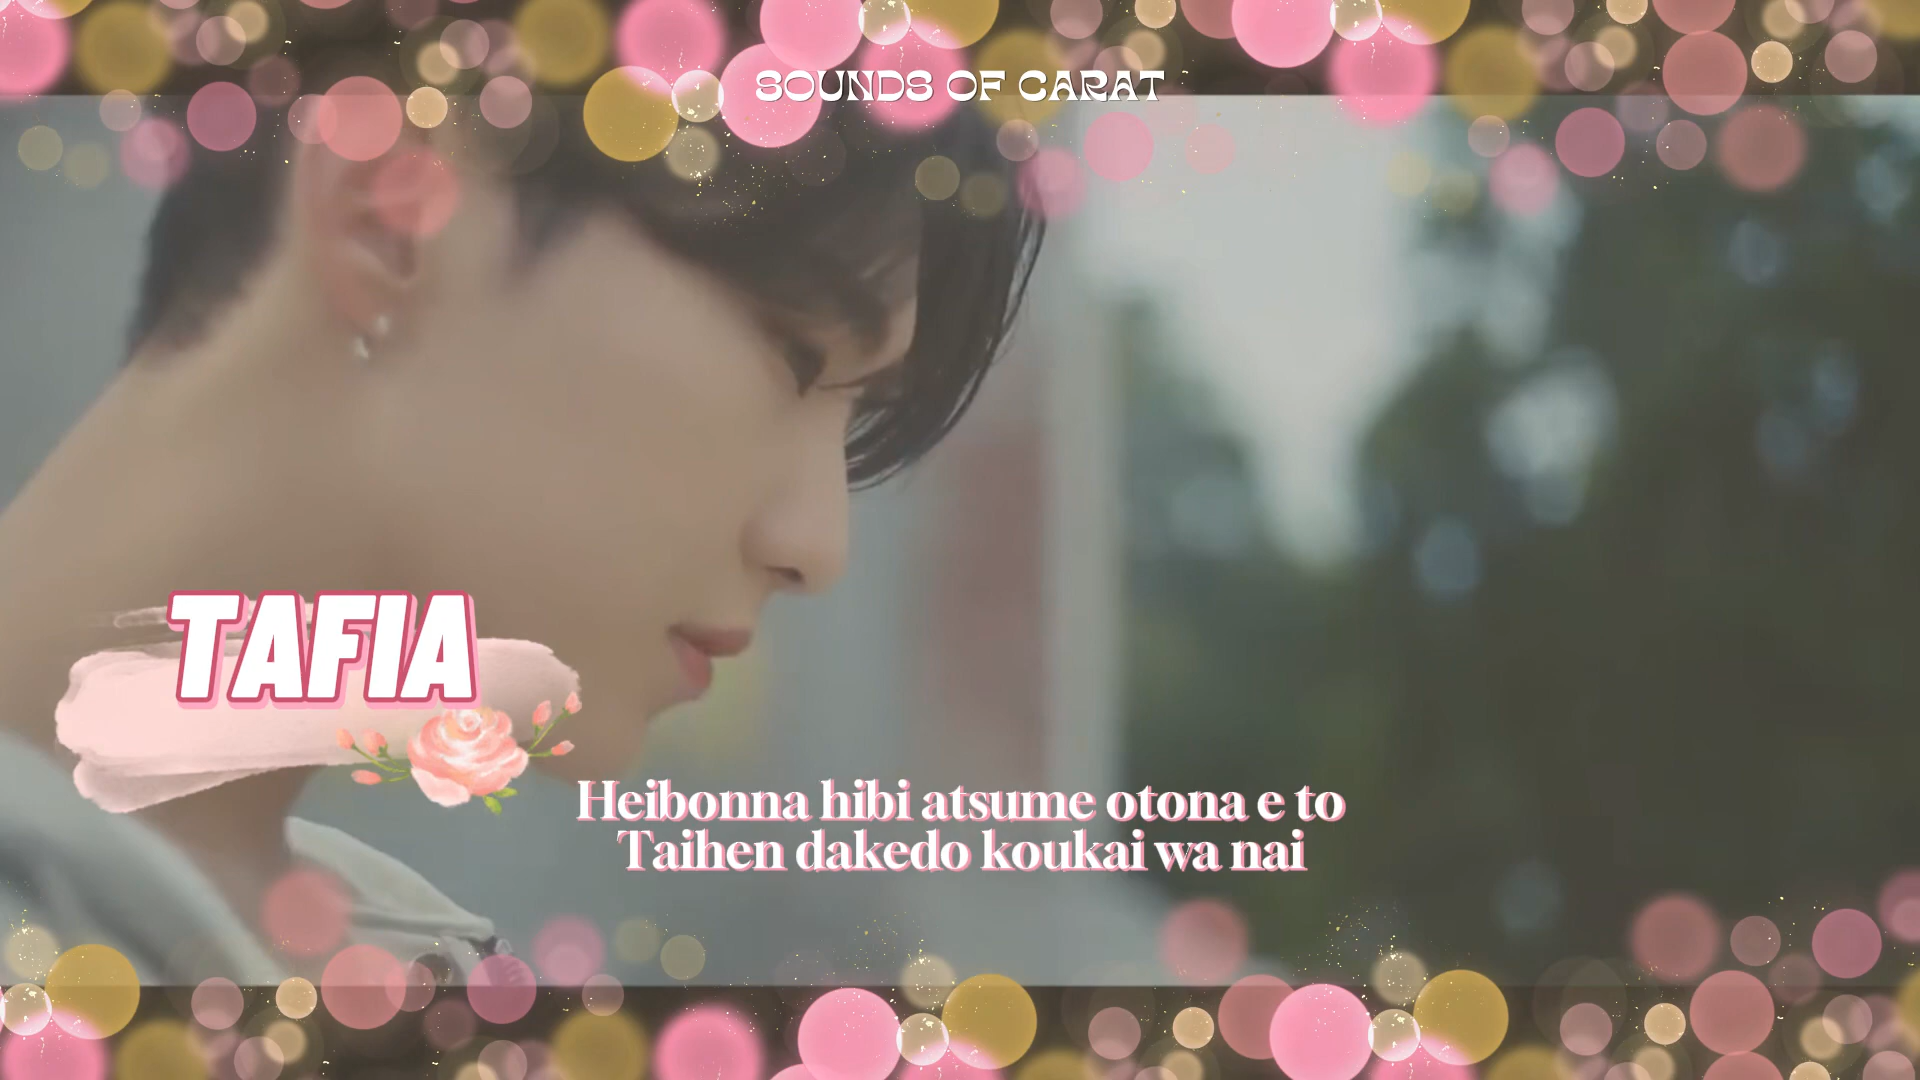 SOUNDS OF CARAT
TAFIA
Heibonna hibi atsume otona e to
Taihen dakedo koukai wa nai